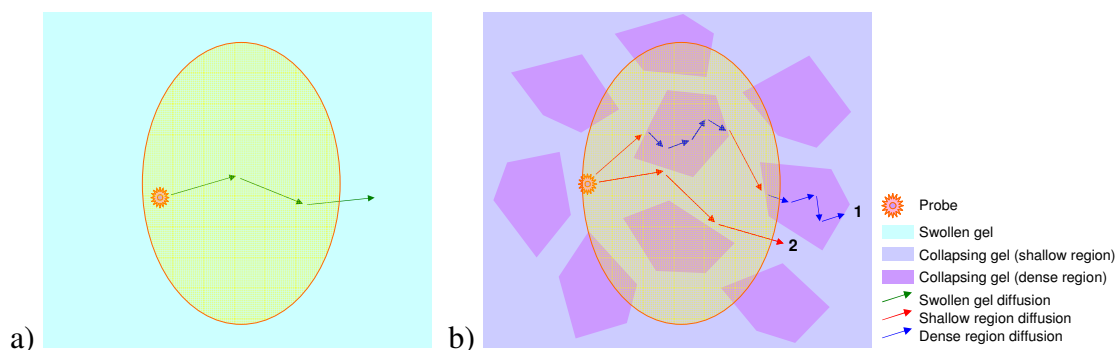 a)
b)
1
2
Probe
Swollen gel
Collapsing gel (shallow region)
Collapsing gel (dense region)
Swollen gel diffusion
Shallow region diffusion
Dense region diffusion